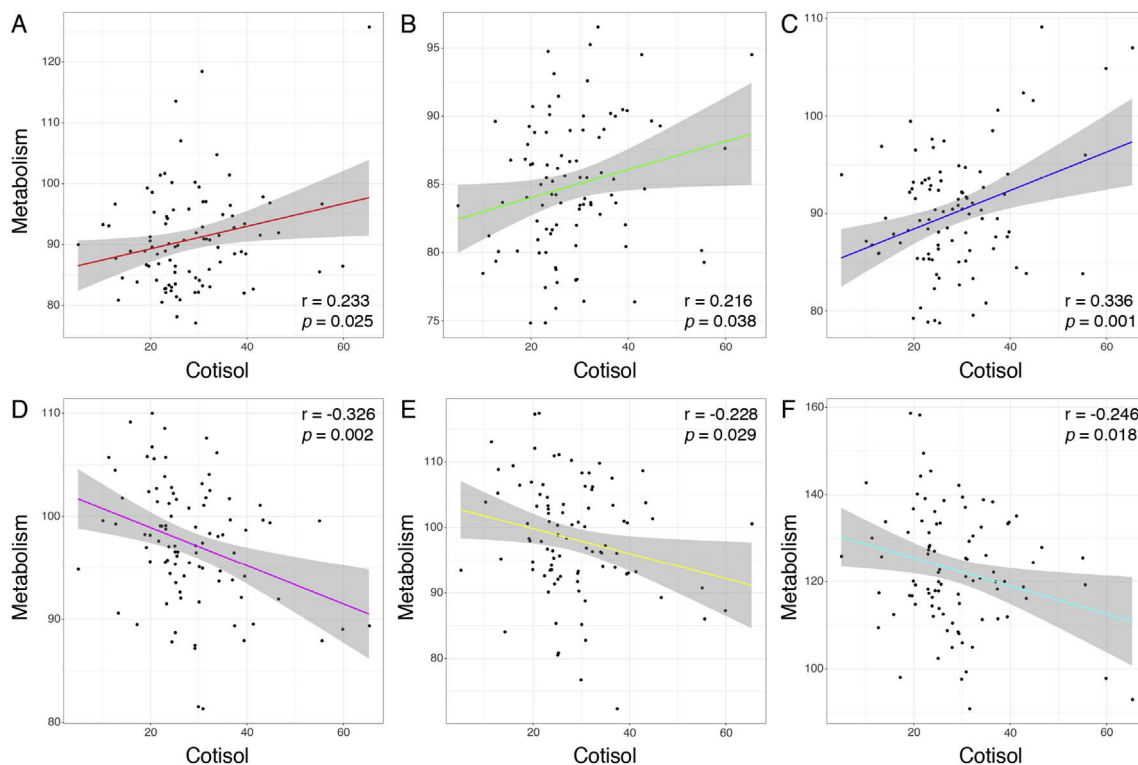 A
Metabolism
120
110
100
90
80
20
40
60
r = 0.233
p = 0.025
Cotisol
B
Metabolism
95
90
85
80
75
20
40
60
r = 0.216
p = 0.038
Cotisol
C
Metabolism
110
100
90
80
20
40
60
r = 0.336
p = 0.001
Cotisol
D
Metabolism
110
100
90
80
20
40
60
r = -0.326
p = 0.002
Cotisol
E
Metabolism
110
100
90
80
20
40
60
r = -0.228
p = 0.029
Cotisol
F
Metabolism
160
140
120
100
20
40
60
r = -0.246
p = 0.018
Cotisol